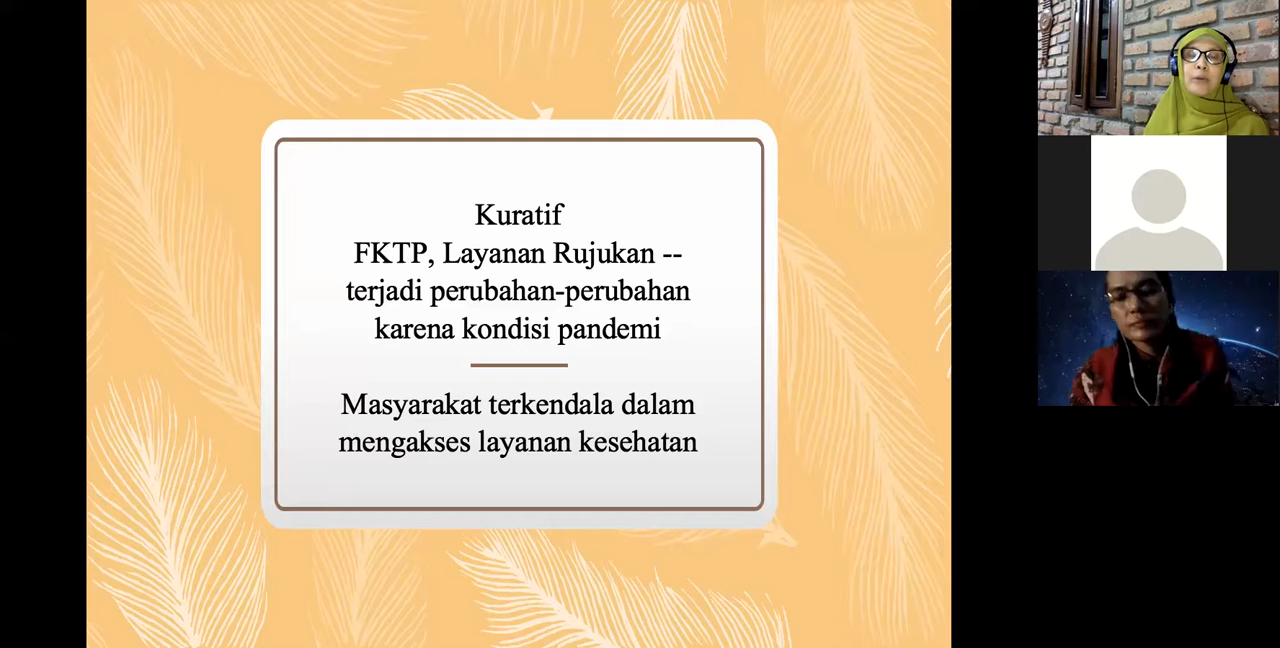 Kuratif
FKTP, Layanan Rujukan --
terjadi perubahan-perubahan
karena kondisi pandemi
Masyarakat terkendala dalam
mengakses layanan kesehatan